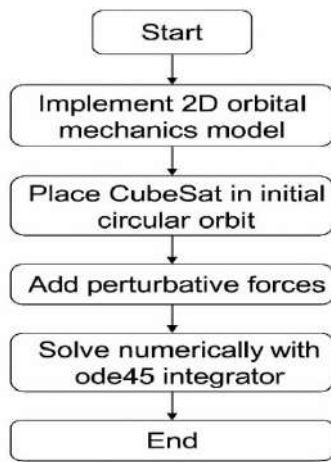 Start
Implement 2D orbital
mechanics model
Place CubeSat in initial
circular orbit
Add perturbative forces
Solve numerically with
ode45 integrator
End